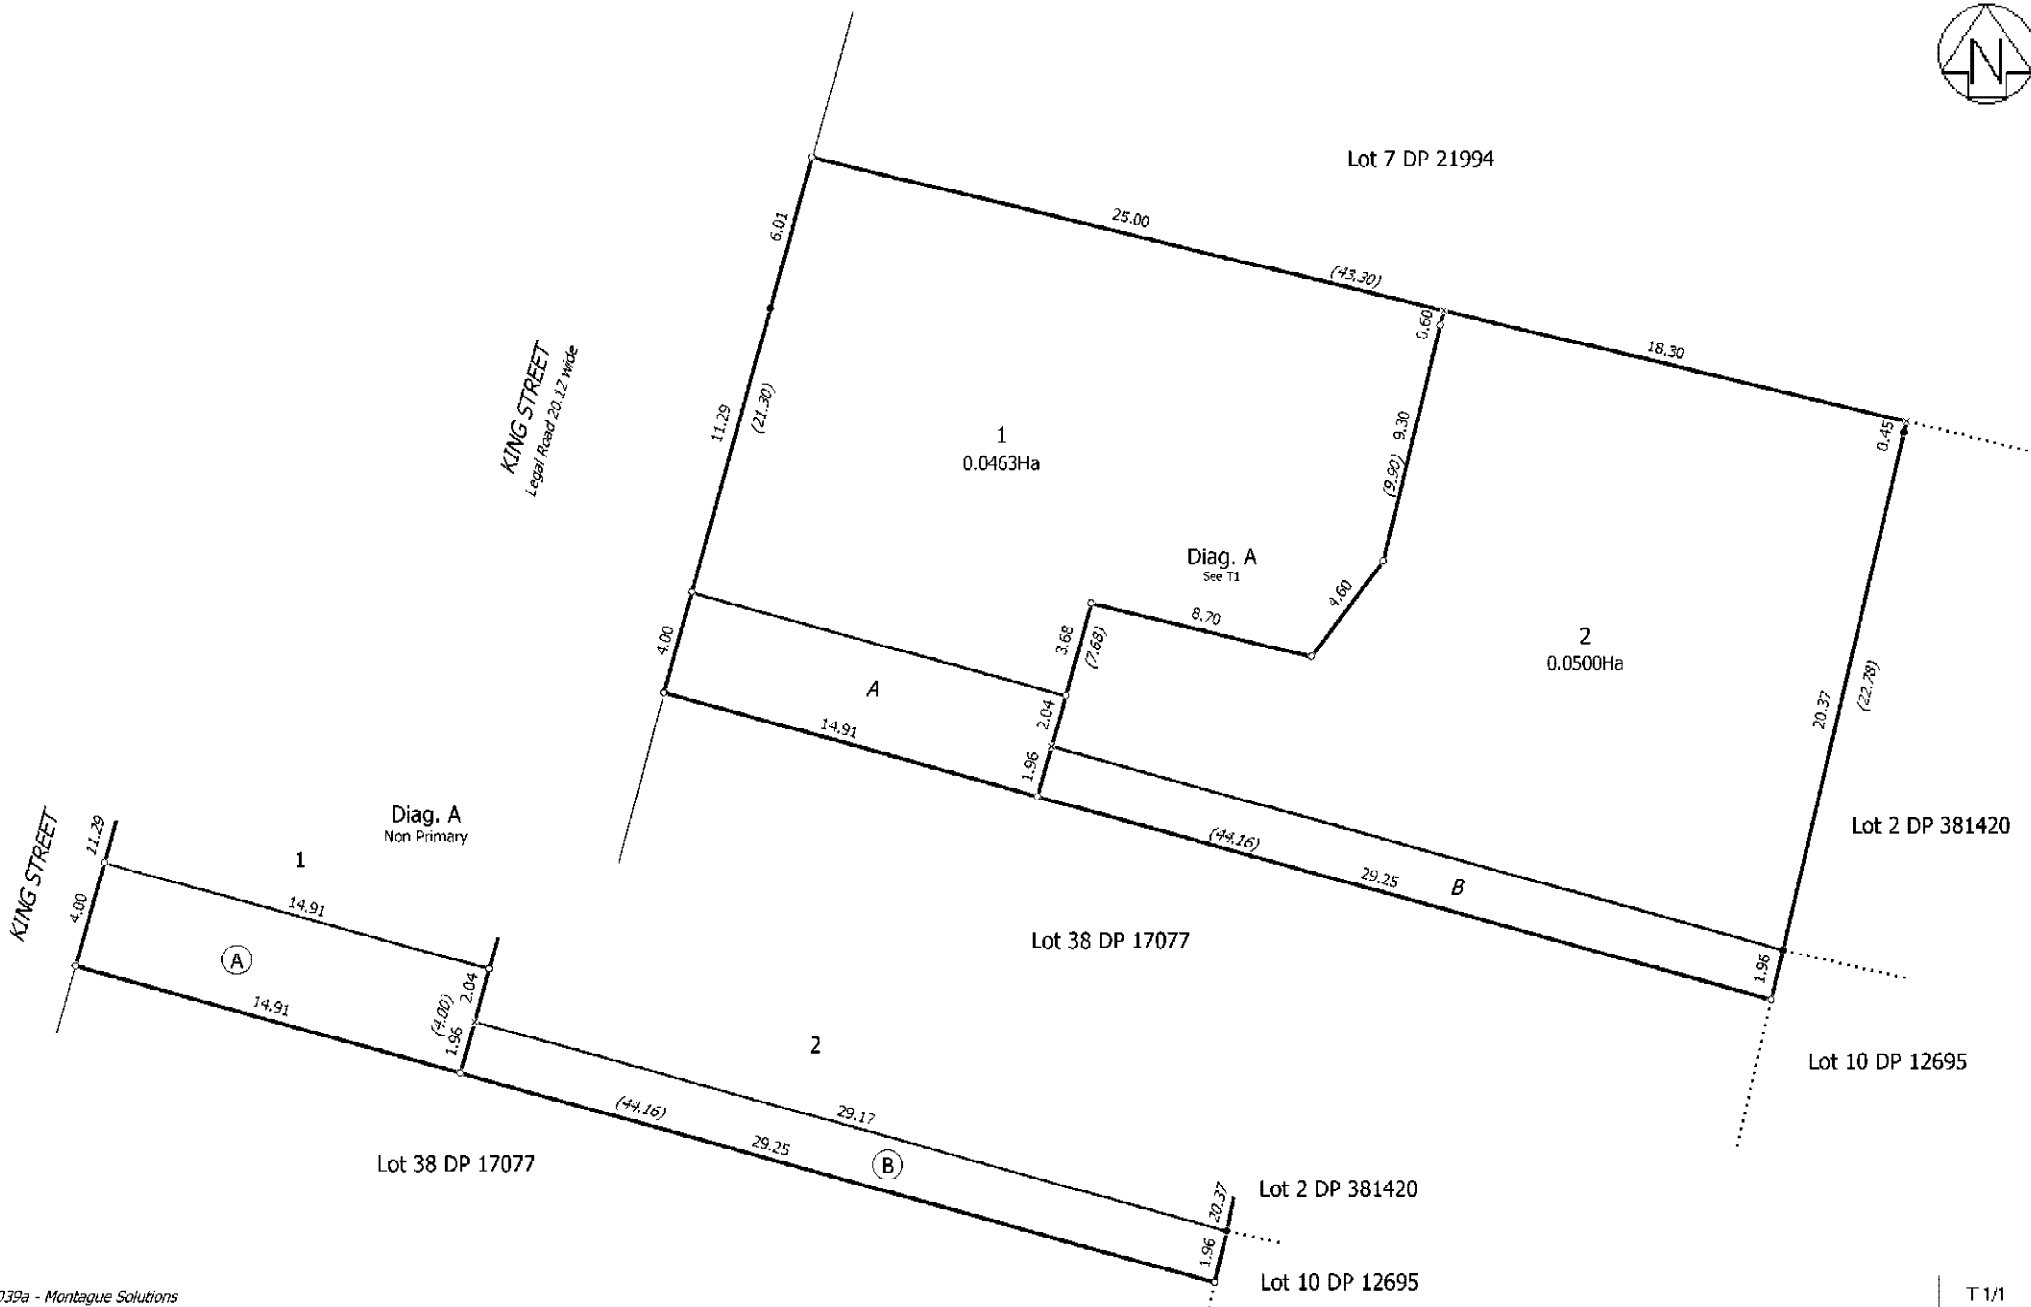 N
Lot 7 DP 21994
6.01
25.00
(43.30)
0.60
18.30
0.45
KING STREET
Legal Road 20.12 wide
11.29
(21.30)
1
0.0463Ha
9.30
(9.90)
Diag. A
See T1
4.60
8.70
3.68
(7.68)
2
0.0500Ha
4.00
A
2.04
14.91
1.96
20.37
(22.78)
(44.16)
29.25
B
Lot 2 DP 381420
1.96
Lot 38 DP 17077
Lot 10 DP 12695
KING STREET
11.29
Diag. A
Non Primary
1
4.00
14.91
A
2.04
(4.00)
1.96
14.91
2
(44.16)
29.17
29.25
B
Lot 38 DP 17077
20.37
Lot 2 DP 381420
1.96
Lot 10 DP 12695
039a - Montague Solutions
T 1/1